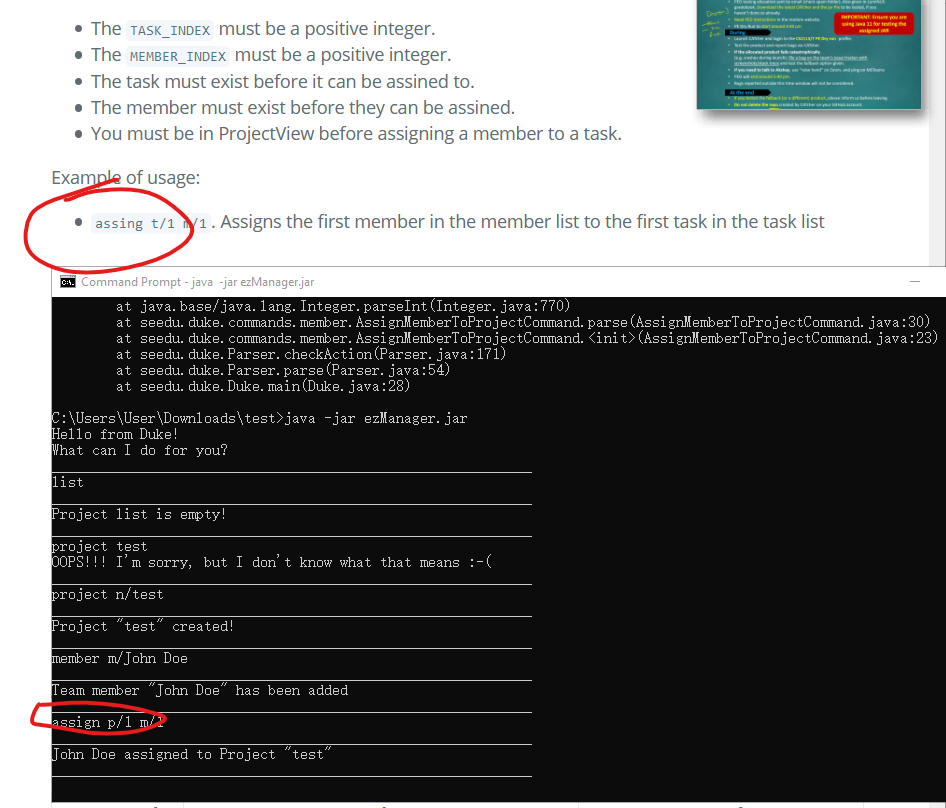 The TASK_INDEX must be a positive integer.
The MEMBER_INDEX must be a positive integer.
The task must exist before it can be assined to.
The member must exist before they can be assined.
You must be in ProjectView before assigning a member to a task.
IMPORTANT: Ensure you are
using Java 11 for testing the
assigned JAR
During
At the end
Example of usage:
assing t/1 m/1 . Assigns the first member in the member list to the first task in the task list
Command Prompt - java -jar ezManager.jar
at java.base/java.lang.Integer.parseInt(Integer.java:770)
at seedu.duke.commands.member.AssignMemberToProjectCommand.parse(AssignMemberToProjectCommand.java:30)
at seedu.duke.commands.member.AssignMemberToProjectCommand.<init>(AssignMemberToProjectCommand.java:23)
at seedu.duke.Parser.checkAction(Parser.java:171)
at seedu.duke.Parser.parse(Parser.java:54)
at seedu.duke.Duke.main(Duke.java:28)
C:\Users\User\Downloads\test>java -jar ezManager.jar
Hello from Duke!
What can I do for you?
list
Project list is empty!
project test
OOPS!!! I'm sorry, but I don't know what that means :-(
project n/test
Project "test" created!
member m/John Doe
Team member "John Doe" has been added
assign p/1 m/1
John Doe assigned to Project "test"